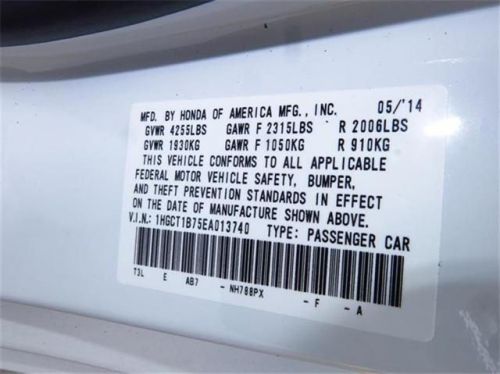 MFD. BY HONDA OF AMERICA MFG., INC. 05/'14
GVWR 4255LBS GAWR F 2315LBS R 2006LBS
GVWR 1930KG GAWR F 1050KG R 910KG
THIS VEHICLE CONFORMS TO ALL APPLICABLE
FEDERAL MOTOR VEHICLE SAFETY, BUMPER,
AND THEFT PREVENTION STANDARDS IN EFFECT
ON THE DATE OF MANUFACTURE SHOWN ABOVE.
V.I.N.: 1HGCT1B75EA013740 TYPE: PASSENGER CAR
T3L E AB7 -NH788PX -F -A